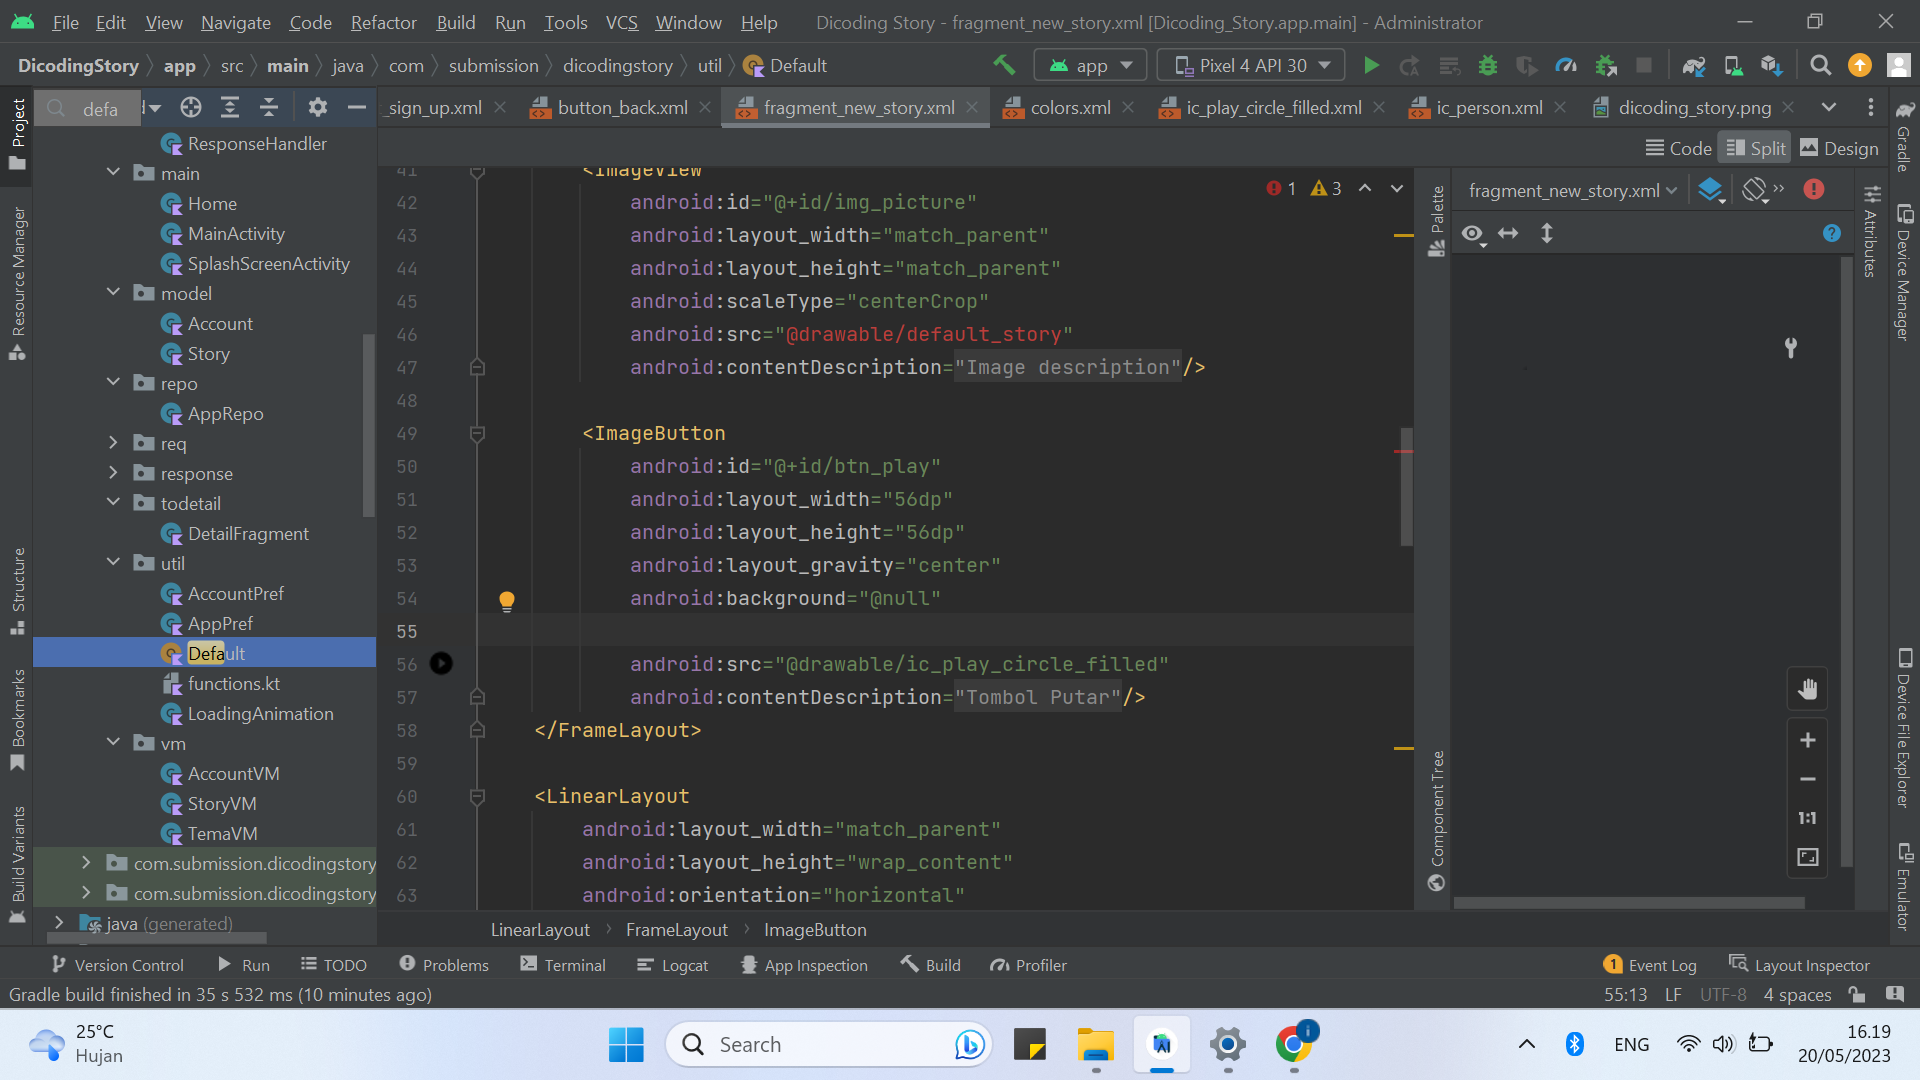 File Edit View Navigate Code Refactor Build Run Tools VCS Window Help Dicoding Story - fragment_new_story.xml [Dicoding_Story.app.main] - Administrator
DicodingStory app src main java com submission dicodingstory util Default app Pixel 4 API 30
defa
_sign_up.xml button_back.xml fragment_new_story.xml colors.xml ic_play_circle_filled.xml ic_person.xml dicoding_story.png
Code Split Design
Project
Resource Manager
Structure
Bookmarks
Build Variants
ResponseHandler
main
Home
MainActivity
SplashScreenActivity
model
Account
Story
repo
AppRepo
req
response
todetail
DetailFragment
util
AccountPref
AppPref
Default
functions.kt
LoadingAnimation
vm
AccountVM
StoryVM
TemaVM
com.submission.dicodingstory
com.submission.dicodingstory
java (generated)
1 3
41 <ImageView
42 android:id="@+id/img_picture"
43 android:layout_width="match_parent"
44 android:layout_height="match_parent"
45 android:scaleType="centerCrop"
46 android:src="@drawable/default_story"
47 android:contentDescription="Image description"/>
48
49 <ImageButton
50 android:id="@+id/btn_play"
51 android:layout_width="56dp"
52 android:layout_height="56dp"
53 android:layout_gravity="center"
54 android:background="@null"
55
56 android:src="@drawable/ic_play_circle_filled"
57 android:contentDescription="Tombol Putar"/>
58 </FrameLayout>
59
60 <LinearLayout
61 android:layout_width="match_parent"
62 android:layout_height="wrap_content"
63 android:orientation="horizontal"
LinearLayout FrameLayout ImageButton
Palette
Component Tree
fragment_new_story.xml
1:1
Attributes
Gradle
Device Manager
Device File Explorer
Emulator
Version Control Run TODO Problems Terminal Logcat App Inspection Build Profiler 1 Event Log Layout Inspector
Gradle build finished in 35 s 532 ms (10 minutes ago) 55:13 LF UTF-8 4 spaces
25°C
Hujan
Search
ENG
16.19
20/05/2023